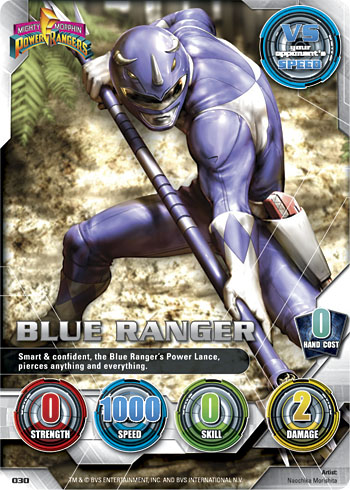 MIGHTY MORPHIN
POWER RANGERS
VS
your
opponent's
SPEED
BLUE RANGER
0
HAND COST
Smart & confident, the Blue Ranger's Power Lance,
pierces anything and everything.
0
STRENGTH
1000
SPEED
0
SKILL
2
DAMAGE
030
TM & © BVS ENTERTAINMENT, INC. AND BVS INTERNATIONAL N.V.
Artist:
Naochika Morishita